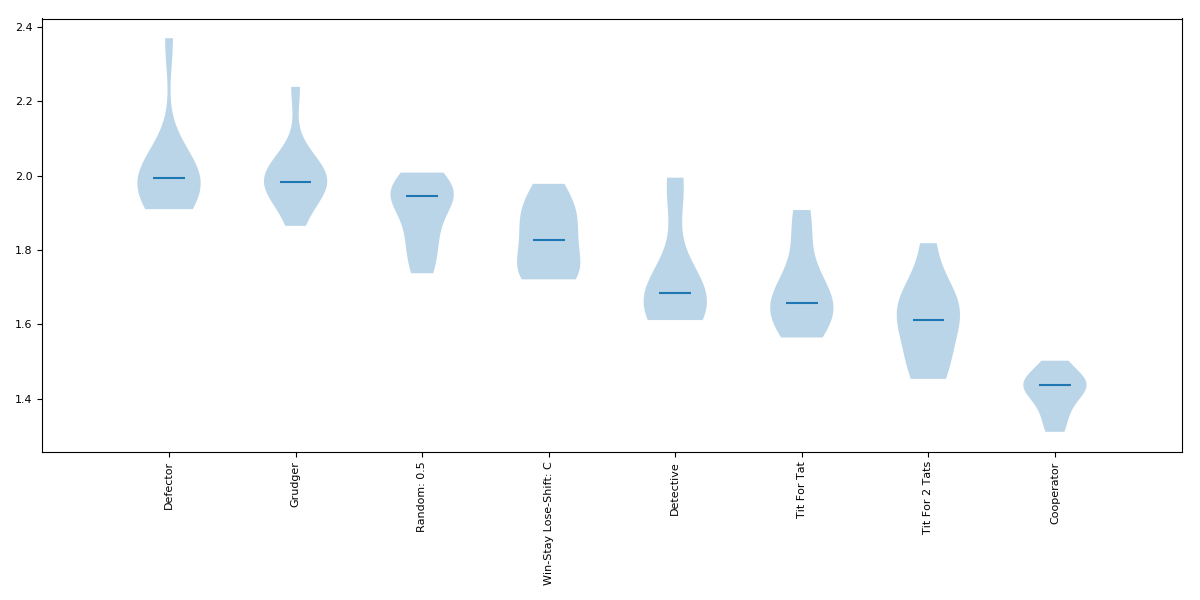 2.4
2.2
2.0
1.8
1.6
1.4
Defector
Grudger
Random: 0.5
Win-Stay Lose-Shift: C
Detective
Tit For Tat
Tit For 2 Tats
Cooperator